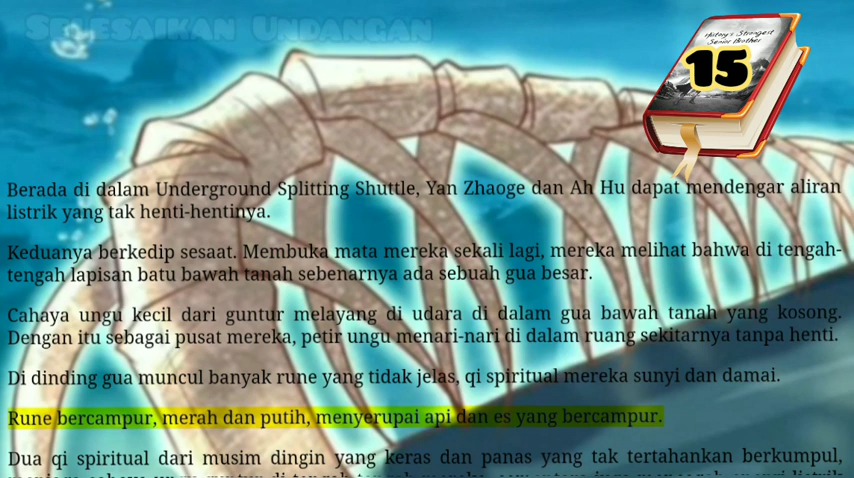 Selesaikan Undangan
History's Strongest
Senior Brother
15
Berada di dalam Underground Splitting Shuttle, Yan Zhaoge dan Ah Hu dapat mendengar aliran
listrik yang tak henti-hentinya.
Keduanya berkedip sesaat. Membuka mata mereka sekali lagi, mereka melihat bahwa di tengah-
tengah lapisan batu bawah tanah sebenarnya ada sebuah gua besar.
Cahaya ungu kecil dari guntur melayang di udara di dalam gua bawah tanah yang kosong.
Dengan itu sebagai pusat mereka, petir ungu menari-nari di dalam ruang sekitarnya tanpa henti.
Di dinding gua muncul banyak rune yang tidak jelas, qi spiritual mereka sunyi dan damai.
Rune bercampur, merah dan putih, menyerupai api dan es yang bercampur.
Dua qi spiritual dari musim dingin yang keras dan panas yang tak tertahankan berkumpul,